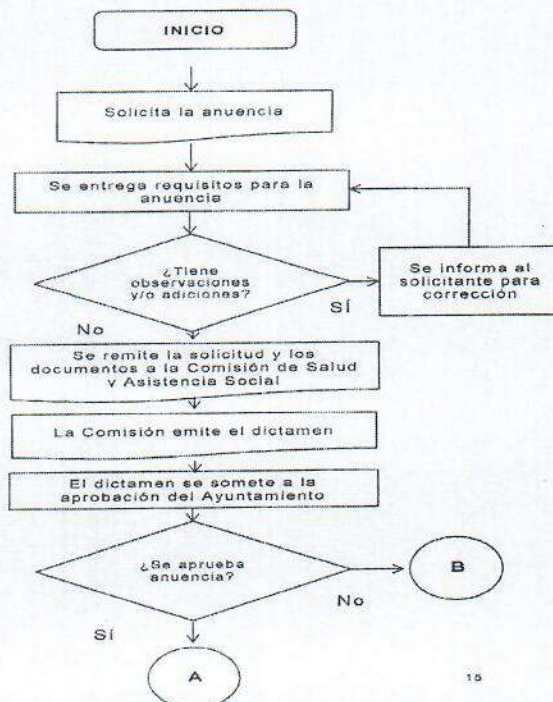 INICIO
Solicita la anuencia
Se entrega requisitos para la
anuencia
¿Tiene
observaciones
y/o adiciones?
SÍ
Se informa al
solicitante para
corrección
No
Se remite la solicitud y los
documentos a la Comisión de Salud
y Asistencia Social
La Comisión emite el dictamen
El dictamen se somete a la
aprobación del Ayuntamiento
¿Se aprueba
anuencia?
B
No
Sí
A
15